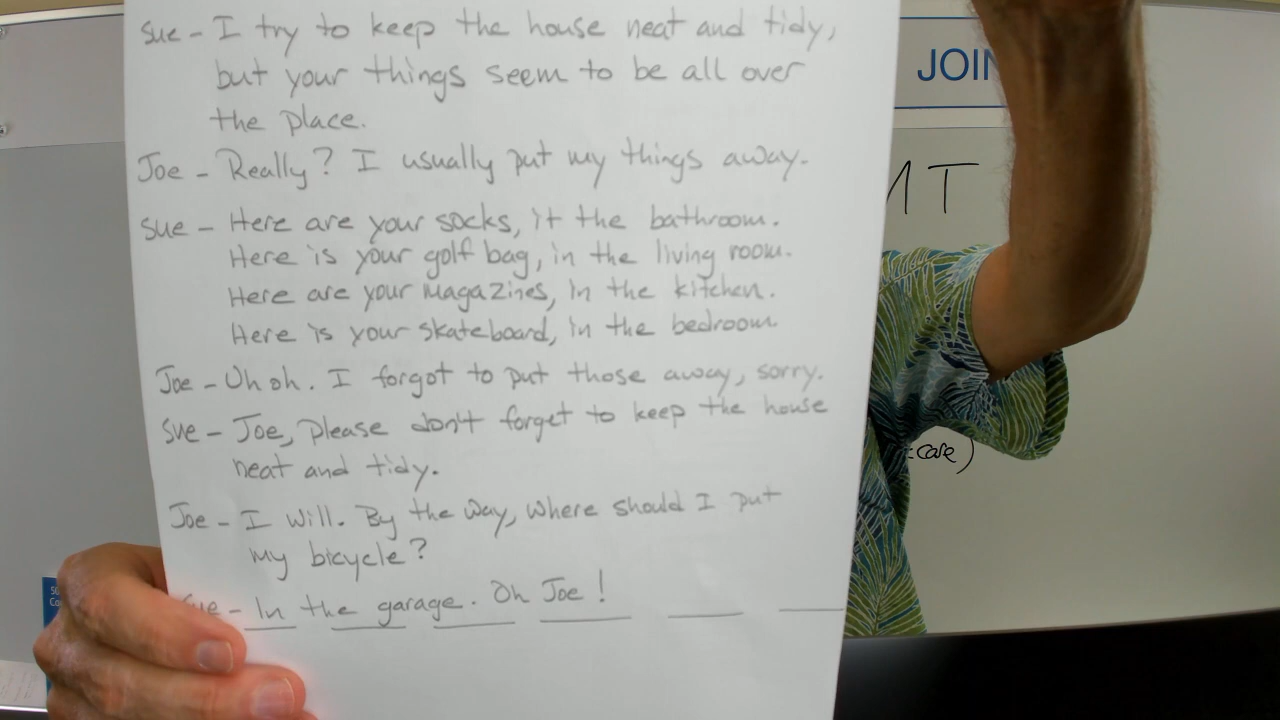 Sue - I try to keep the house neat and tidy,
but your things seem to be all over
the place.
Joe - Really? I usually put my things away.
Sue - Here are your socks, it the bathroom.
Here is your golf bag, in the living room.
Here are your magazines, in the kitchen.
Here is your skateboard, in the bedroom.
Joe - Uh oh. I forgot to put those away, sorry.
Sue - Joe, please don't forget to keep the house
neat and tidy.
Joe - I will. By the way, where should I put
my bicycle?
Sue - In the garage. Oh Joe!
JOIN
case)